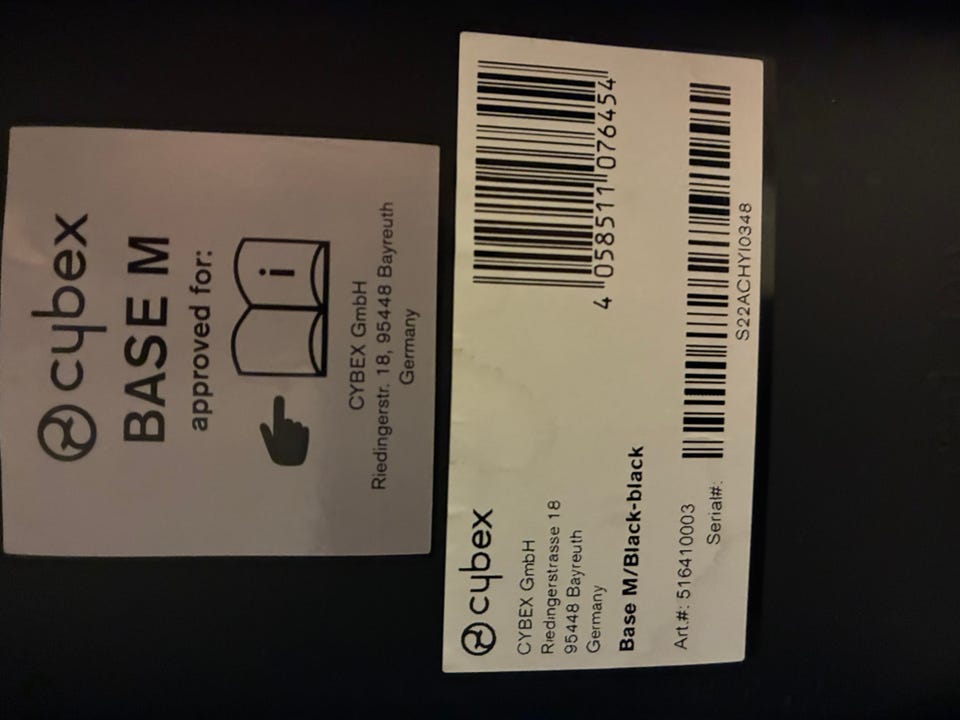 cybex
BASE M
approved for:
i
CYBEX GmbH
Riedingerstr. 18, 95448 Bayreuth
Germany
cybex
CYBEX GmbH
Riedingerstrasse 18
95448 Bayreuth
Germany
Base M/Black-black
Art.#: 516410003
Serial#:
4 058511 076454
S22ACHYI0348